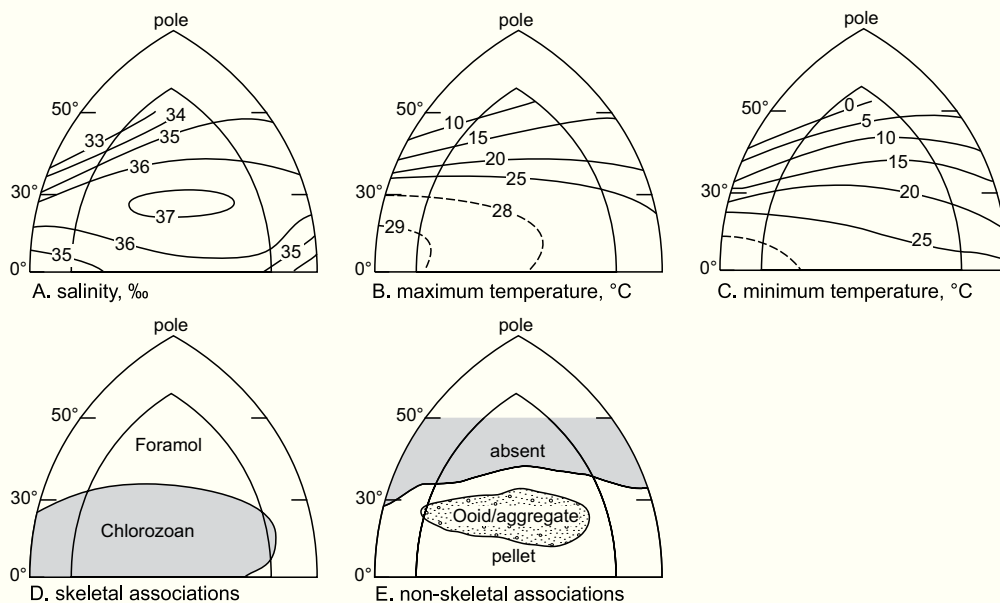 pole
pole
pole
50°
34
33
35
36
30°
37
36
35
35
0°
A. salinity, ‰
50°
10
15
20
25
30°
28
29
0°
B. maximum temperature, °C
50°
0
5
10
15
30°
20
25
0°
C. minimum temperature, °C
pole
pole
50°
Foramol
30°
Chlorozoan
0°
D. skeletal associations
50°
absent
30°
Ooid/aggregate
pellet
0°
E. non-skeletal associations